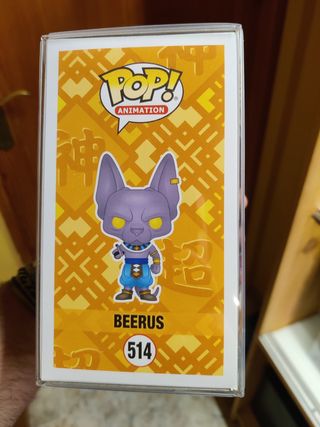 POP!
ANIMATION
神
超
BEERUS
514